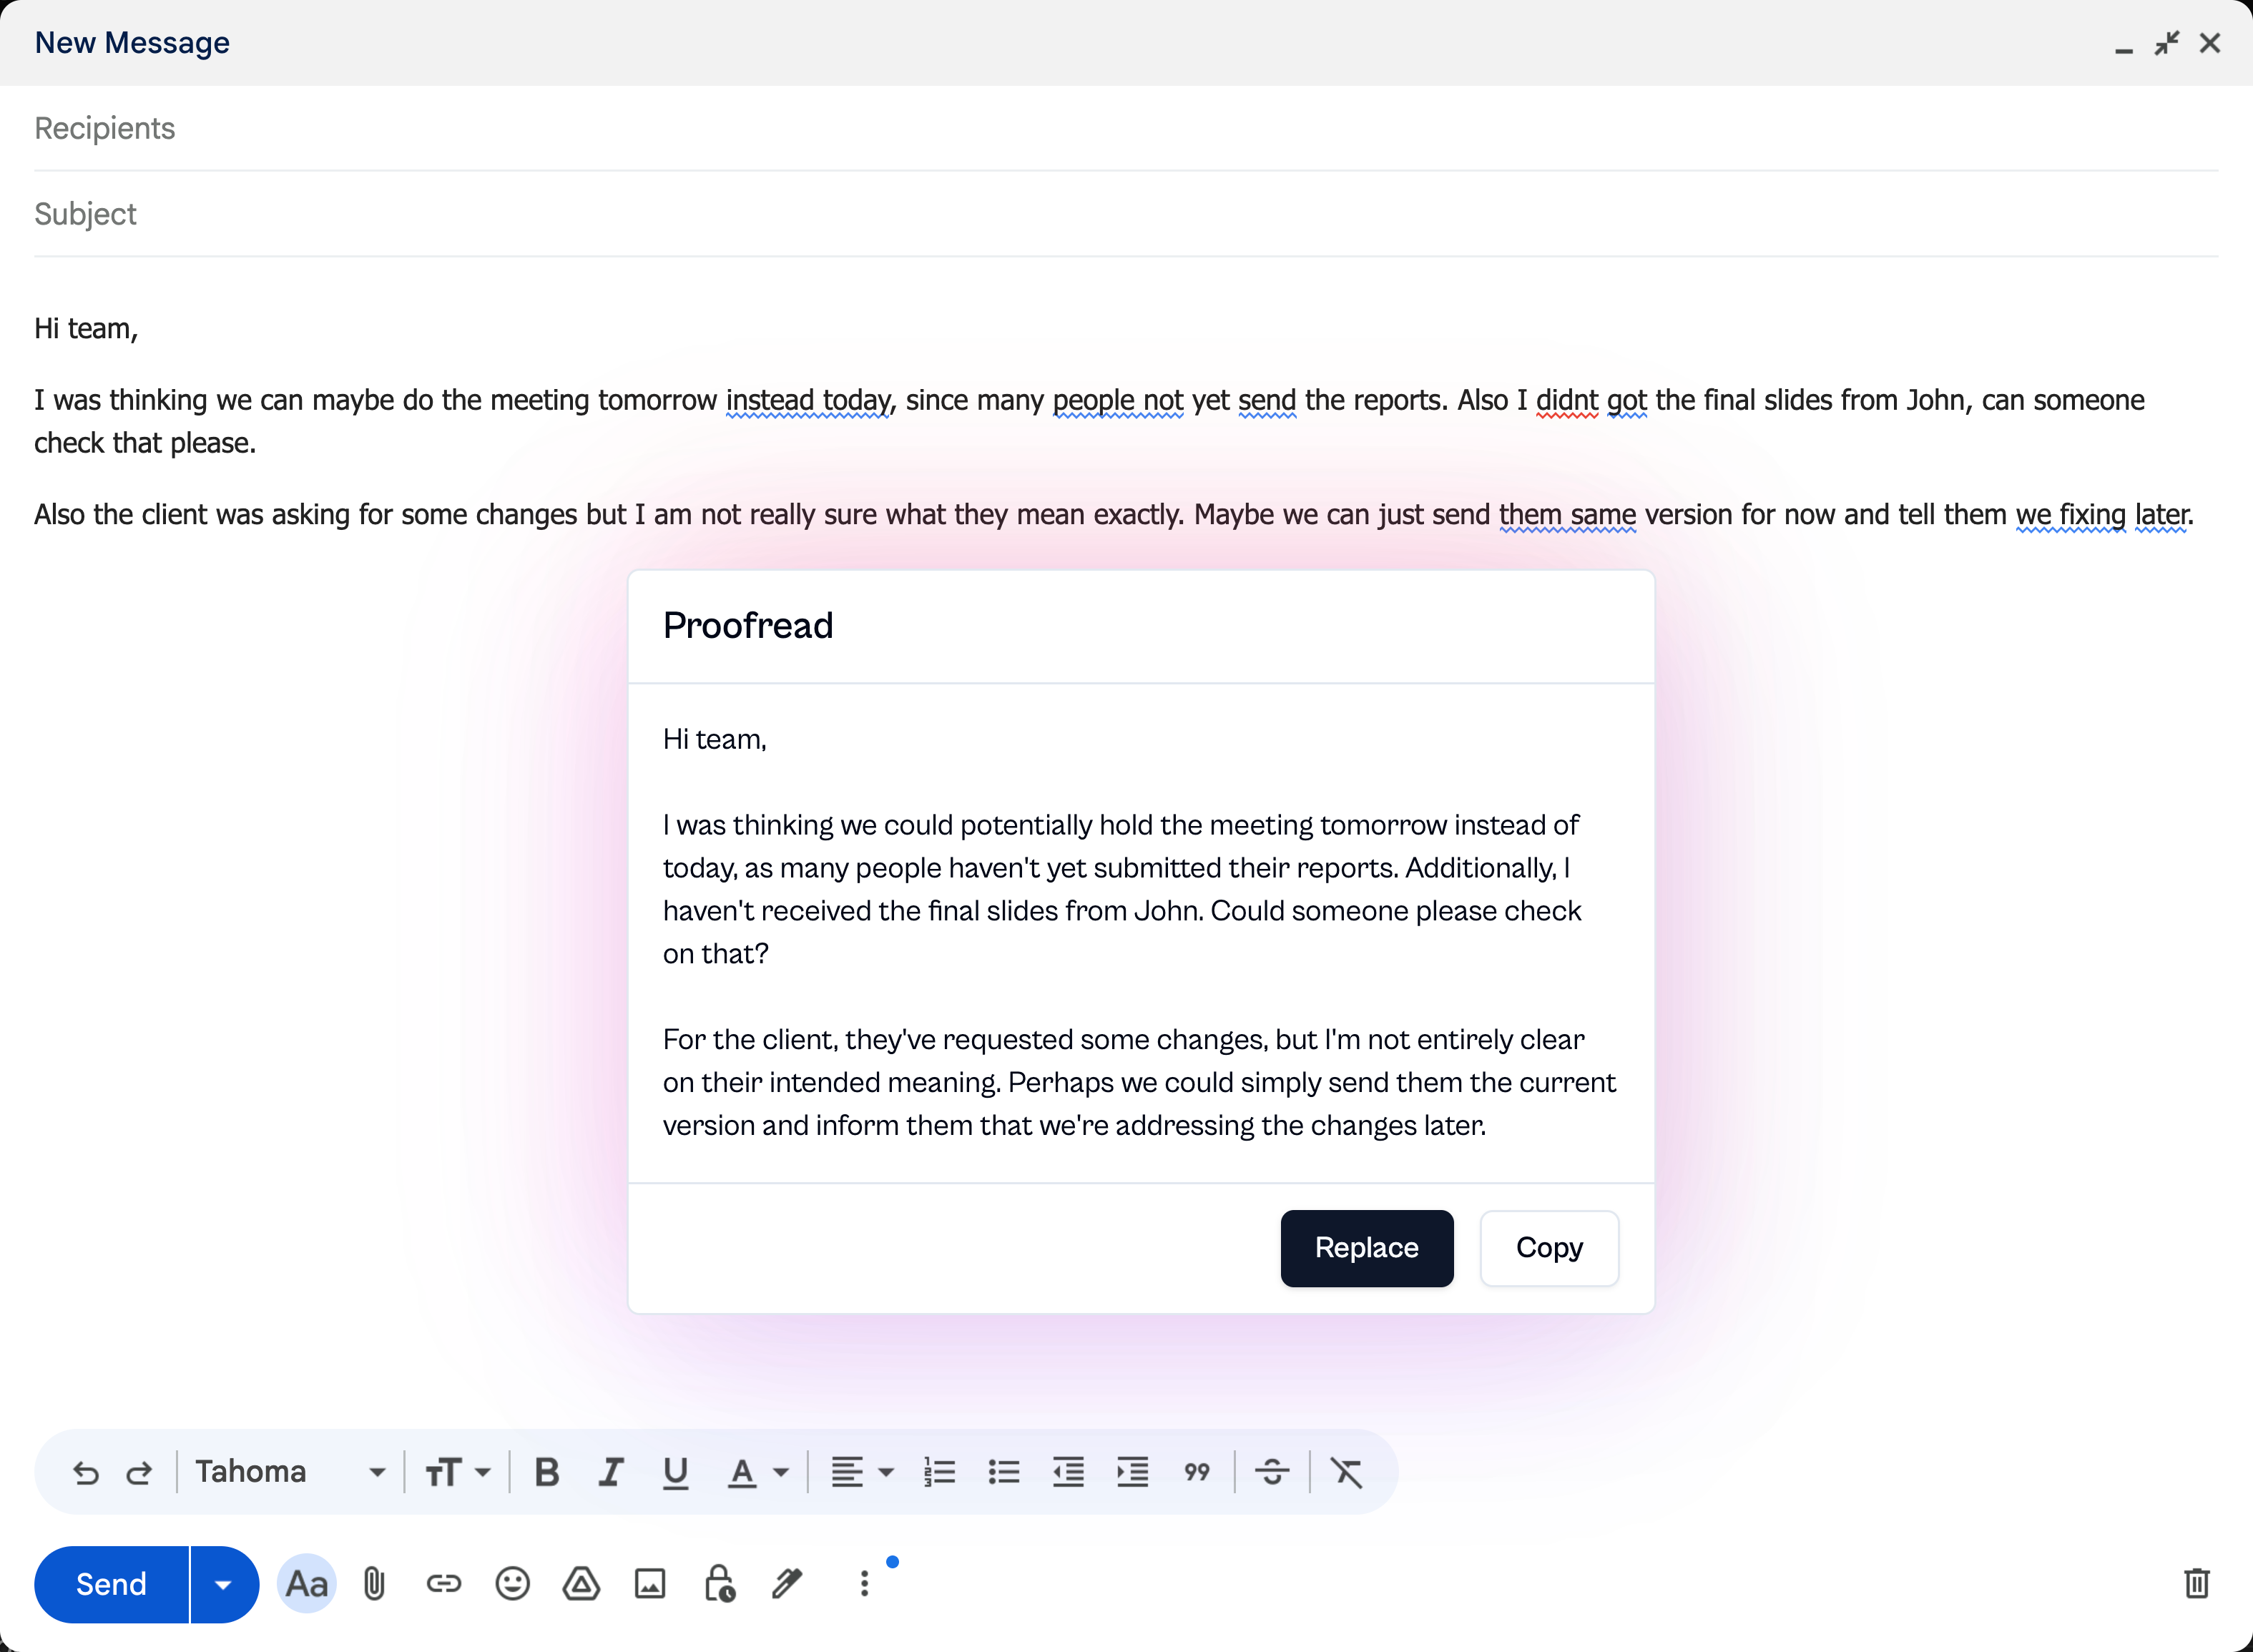 New Message
Recipients
Subject
Hi team,
I was thinking we can maybe do the meeting tomorrow instead today, since many people not yet send the reports. Also I didnt got the final slides from John, can someone
check that please.
Also the client was asking for some changes but I am not really sure what they mean exactly. Maybe we can just send them same version for now and tell them we fixing later.
Proofread
Hi team,
I was thinking we could potentially hold the meeting tomorrow instead of
today, as many people haven't yet submitted their reports. Additionally, I
haven't received the final slides from John. Could someone please check
on that?
For the client, they've requested some changes, but I'm not entirely clear
on their intended meaning. Perhaps we could simply send them the current
version and inform them that we're addressing the changes later.
Replace Copy
Tahoma
Send Aa